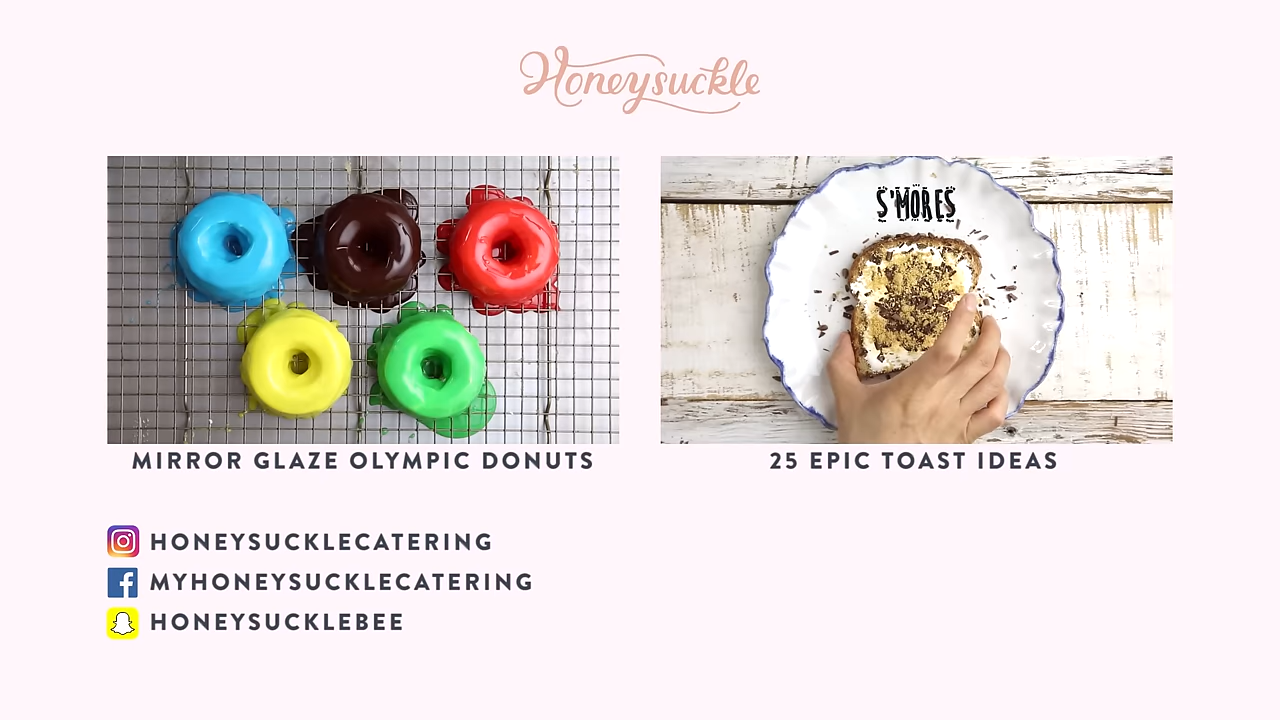 Honeysuckle
S'MORES
MIRROR GLAZE OLYMPIC DONUTS
25 EPIC TOAST IDEAS
HONEYSUCKLECATERING
MYHONEYSUCKLECATERING
HONEYSUCKLEBEE